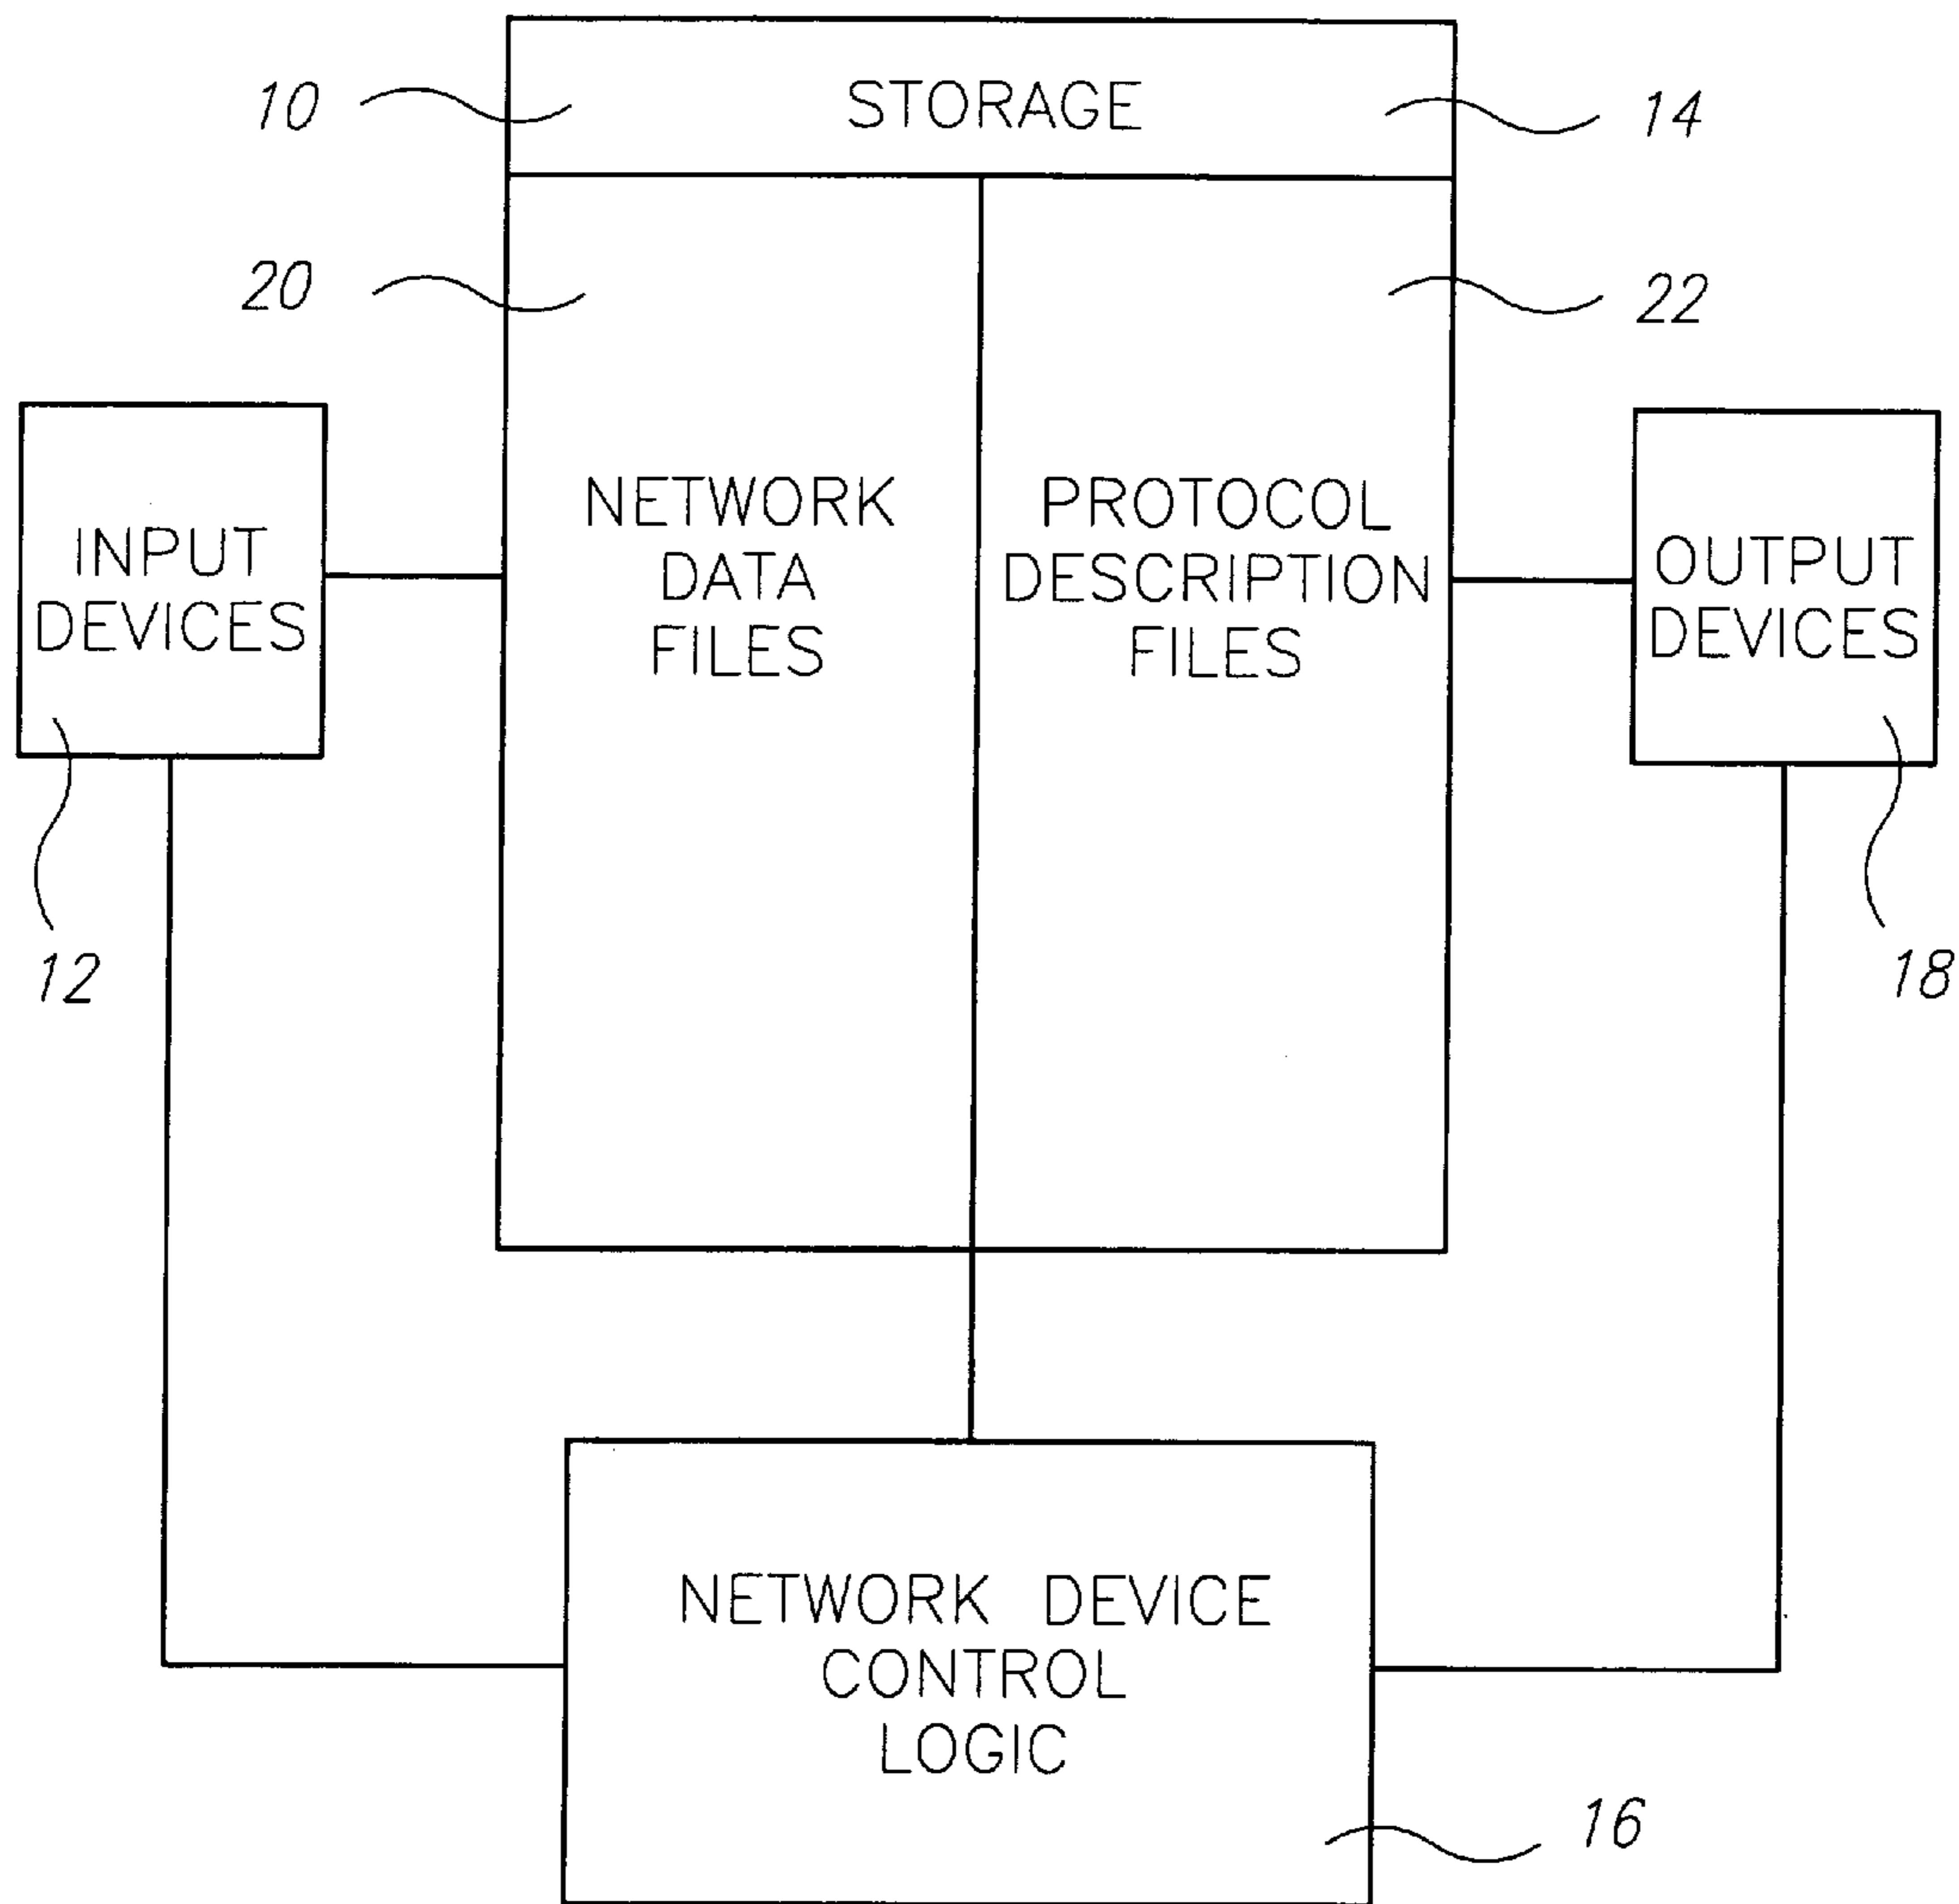 10
STORAGE
14
20
22
INPUT
DEVICES
NETWORK
DATA
FILES
PROTOCOL
DESCRIPTION
FILES
OUTPUT
DEVICES
12
18
NETWORK DEVICE
CONTROL
LOGIC
16